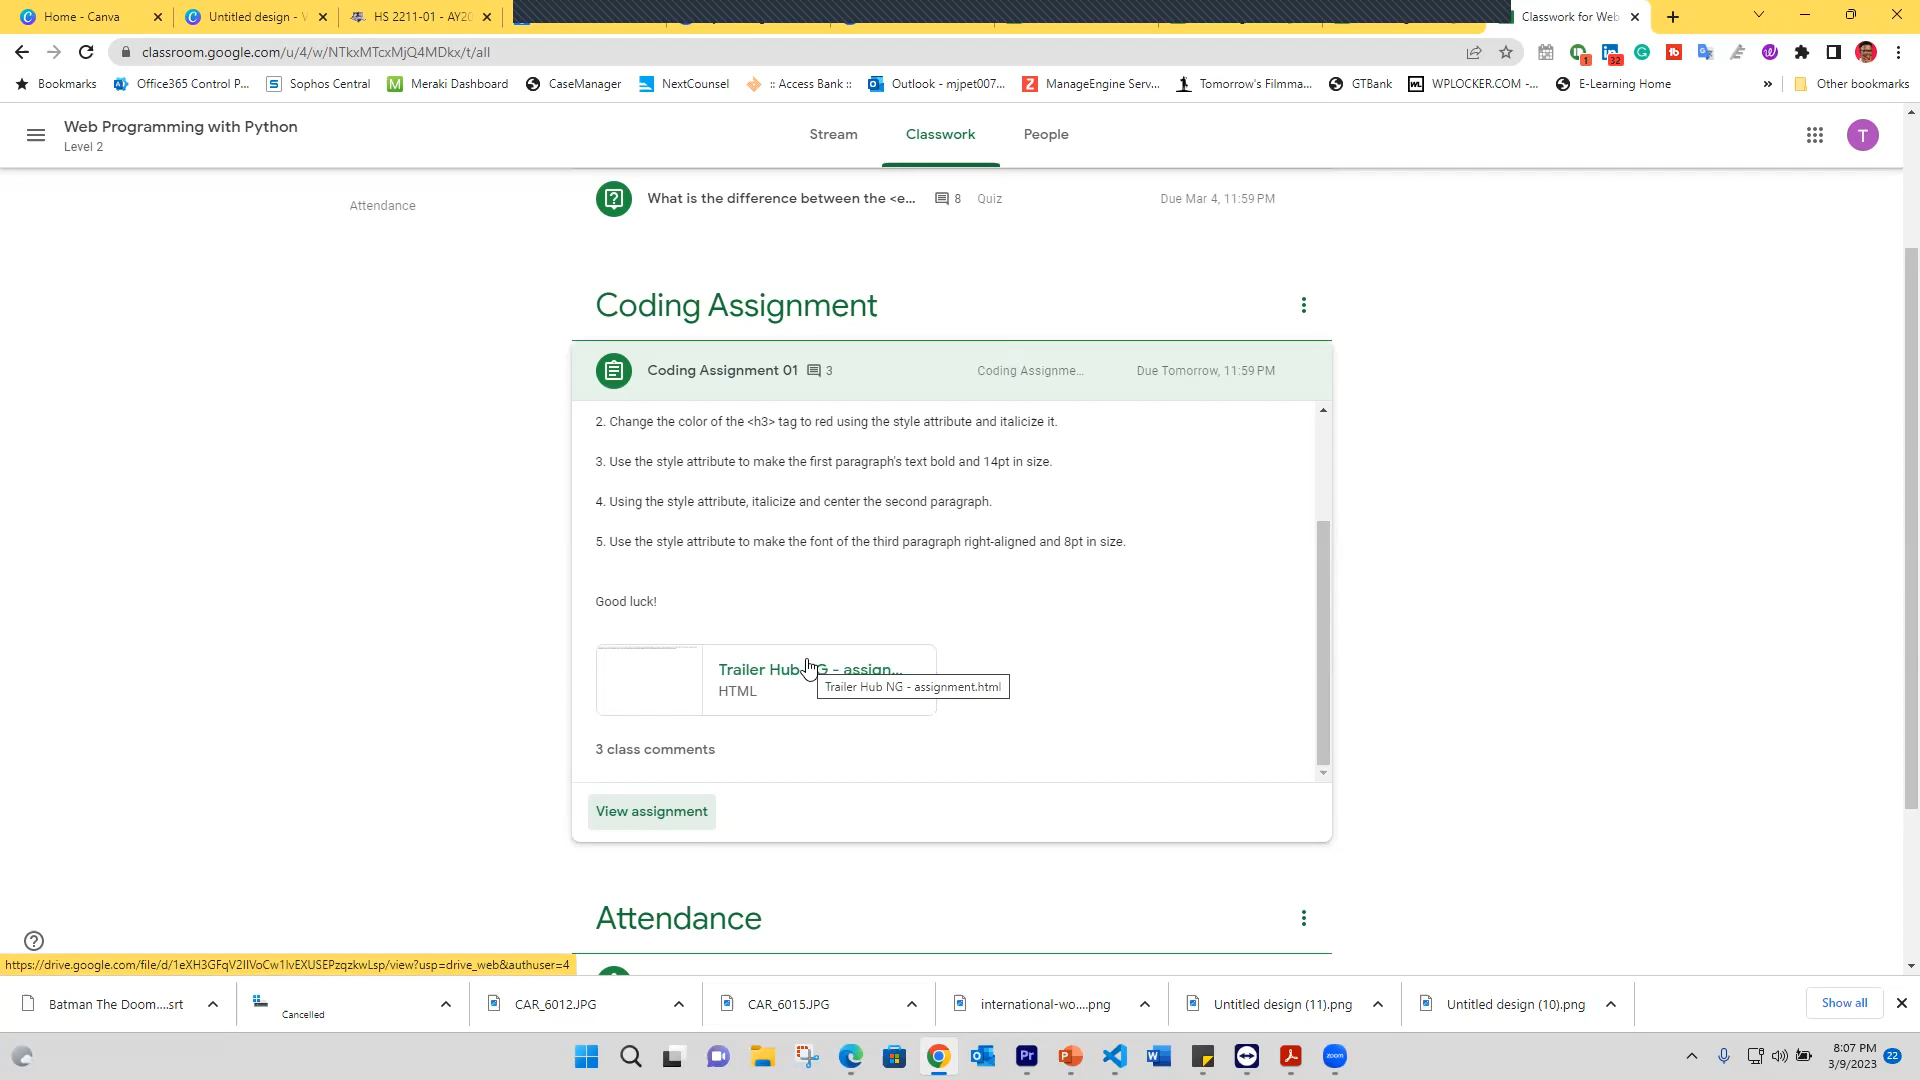 Home - Canva
Untitled design - V
HS 2211-01 - AY20
Classwork for Web
classroom.google.com/u/4/w/NTkxMTcxMjQ4MDkx/t/all
1
32
Bookmarks
Office365 Control P...
Sophos Central
Meraki Dashboard
CaseManager
NextCounsel
:: Access Bank ::
Outlook - mjpet007...
ManageEngine Serv...
Tomorrow's Filmma...
GTBank
WPLOCKER.COM -...
E-Learning Home
»
Other bookmarks
Web Programming with Python
Level 2
Stream
Classwork
People
T
Attendance
What is the difference between the <e...
8
Quiz
Due Mar 4, 11:59 PM
Coding Assignment
Coding Assignment 01
3
Coding Assignme...
Due Tomorrow, 11:59 PM
2. Change the color of the <h3> tag to red using the style attribute and italicize it.
3. Use the style attribute to make the first paragraph's text bold and 14pt in size.
4. Using the style attribute, italicize and center the second paragraph.
5. Use the style attribute to make the font of the third paragraph right-aligned and 8pt in size.
Good luck!
Trailer Hub NG - assign...
HTML
Trailer Hub NG - assignment.html
3 class comments
View assignment
Attendance
https://drive.google.com/file/d/1eXH3GFqV2IIVoCw1IvEXUSEPzqzkwLsp/view?usp=drive_web&authuser=4
Batman The Doom....srt
Cancelled
CAR_6012.JPG
CAR_6015.JPG
international-wo....png
Untitled design (11).png
Untitled design (10).png
Show all
8:07 PM
3/9/2023
22